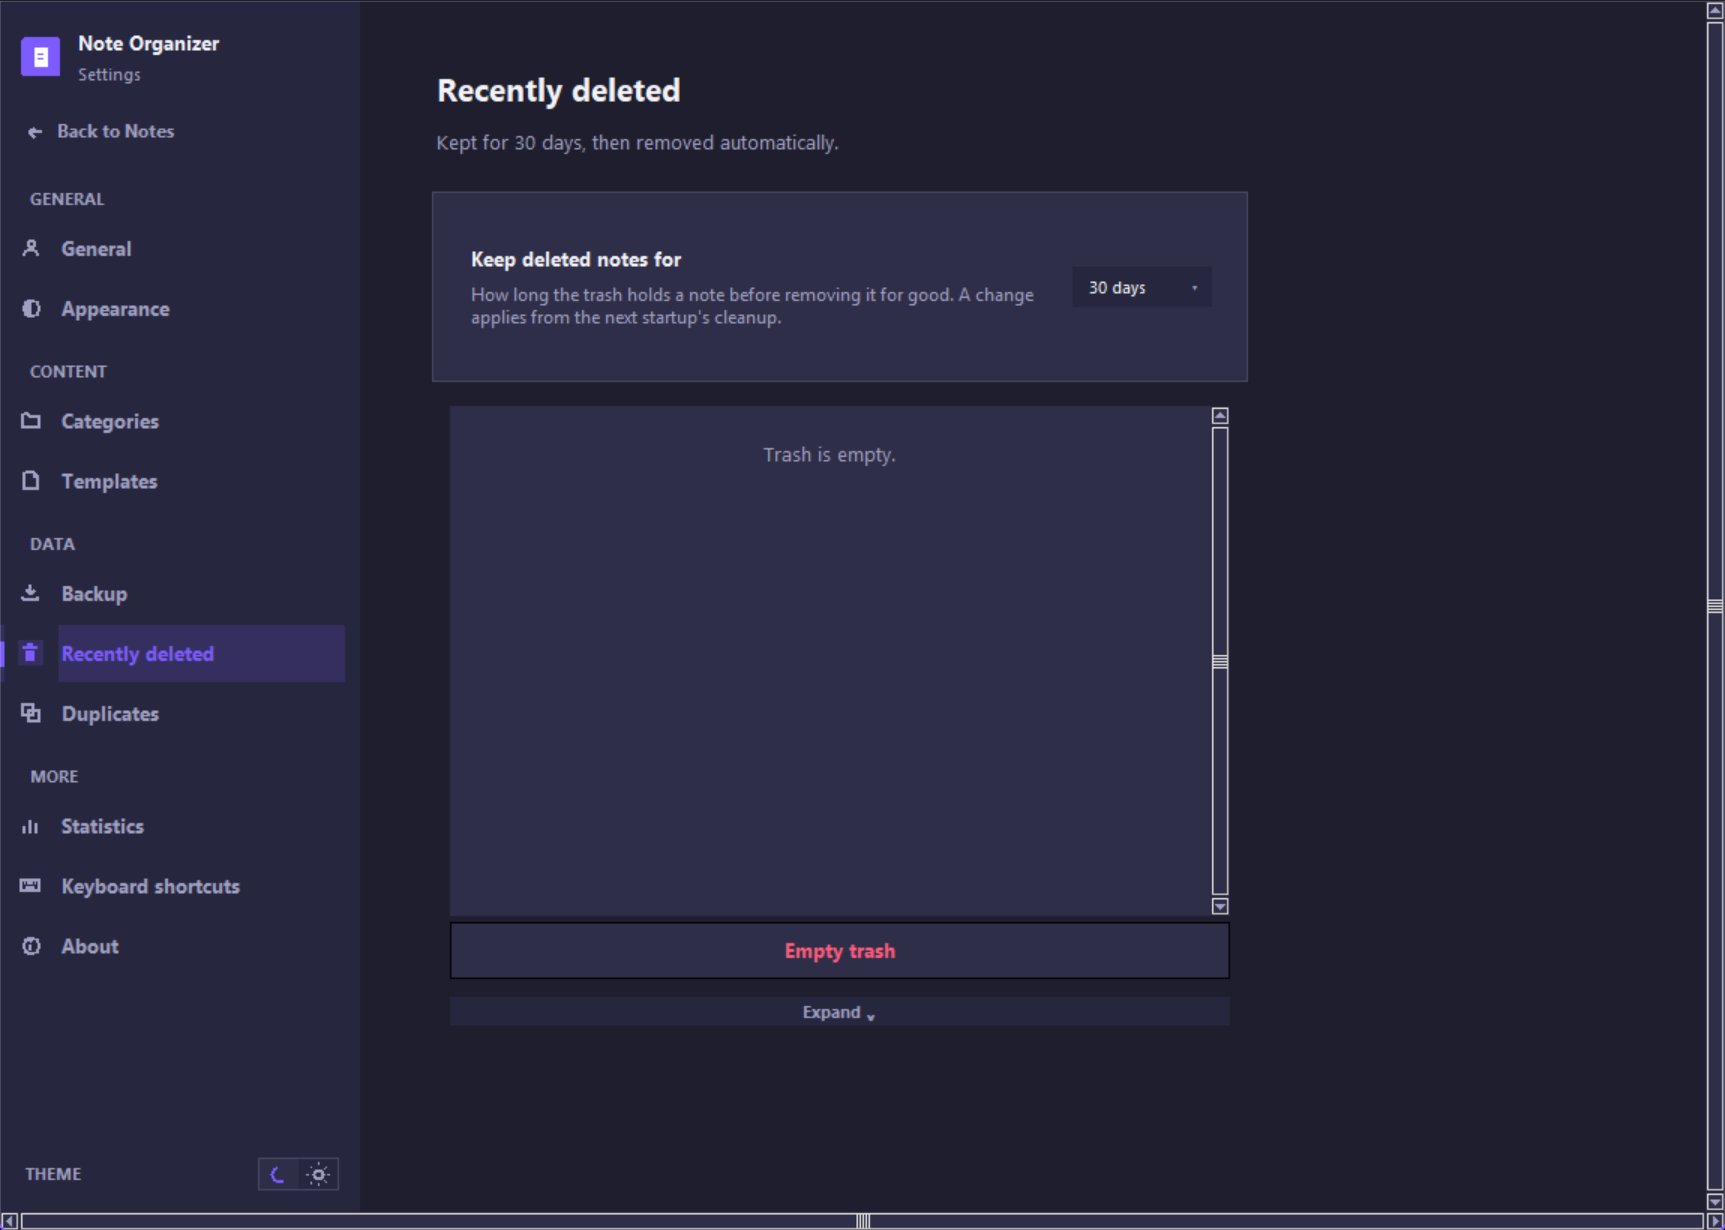 Note Organizer
Settings
Back to Notes
GENERAL
General
Appearance
CONTENT
Categories
Templates
DATA
Backup
Recently deleted
Duplicates
MORE
Statistics
Keyboard shortcuts
About
THEME
Recently deleted
Kept for 30 days, then removed automatically.
Keep deleted notes for
How long the trash holds a note before removing it for good. A change
applies from the next startup's cleanup.
30 days
Trash is empty.
Empty trash
Expand